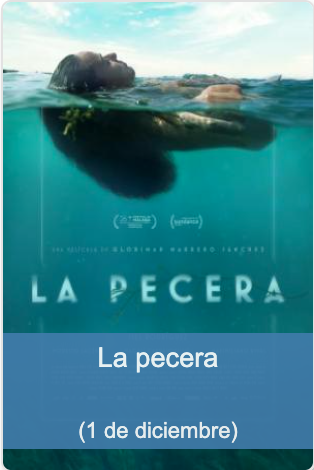 UNA PELÍCULA DE GLORIMAR MARRERO SÁNCHEZ
LA PECERA
La pecera
(1 de diciembre)